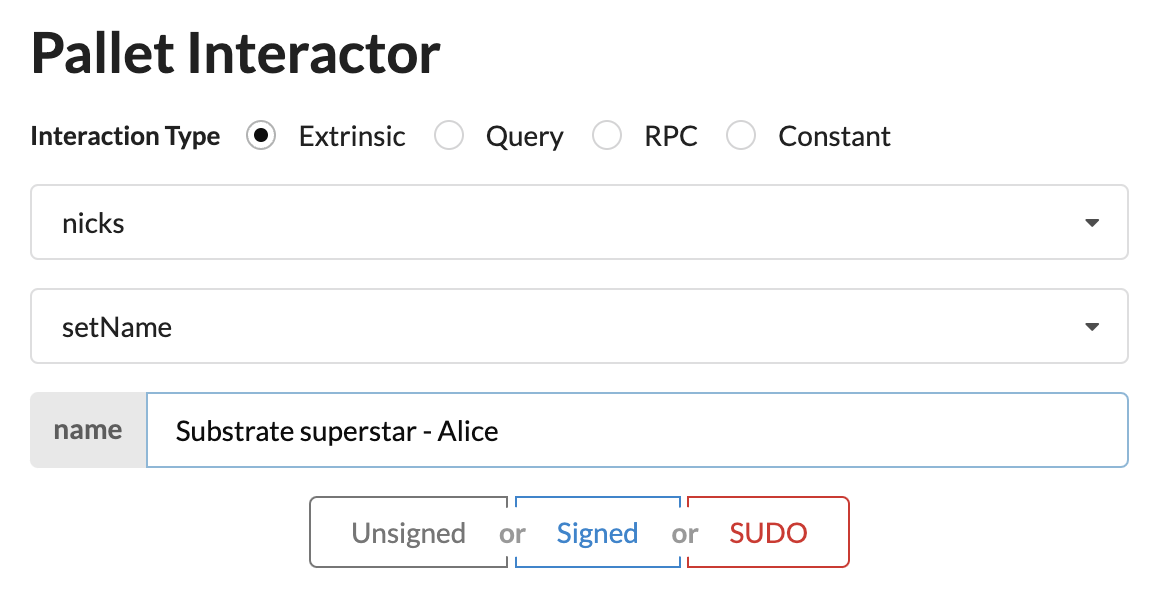 Pallet Interactor
Interaction Type Extrinsic Query RPC Constant
nicks
setName
name Substrate superstar - Alice
Unsigned or Signed or SUDO